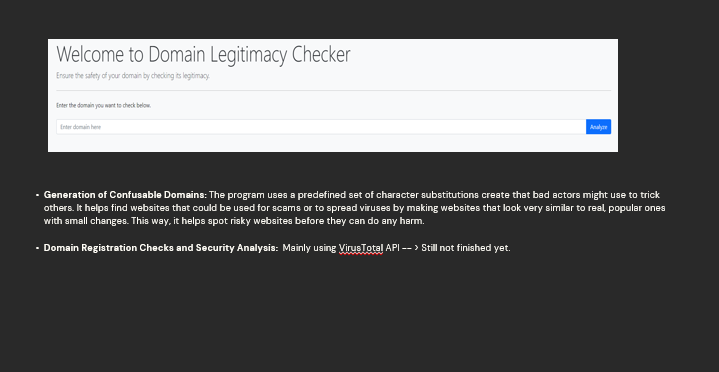 Welcome to Domain Legitimacy Checker
Ensure the safety of your domain by checking its legitimacy.
Enter the domain you want to check below.
Enter domain here
Analyze
• Generation of Confusable Domains: The program uses a predefined set of character substitutions create that bad actors might use to trick
others. It helps find websites that could be used for scams or to spread viruses by making websites that look very similar to real, popular ones
with small changes. This way, it helps spot risky websites before they can do any harm.
• Domain Registration Checks and Security Analysis: Mainly using VirusTotal API -- > Still not finished yet.